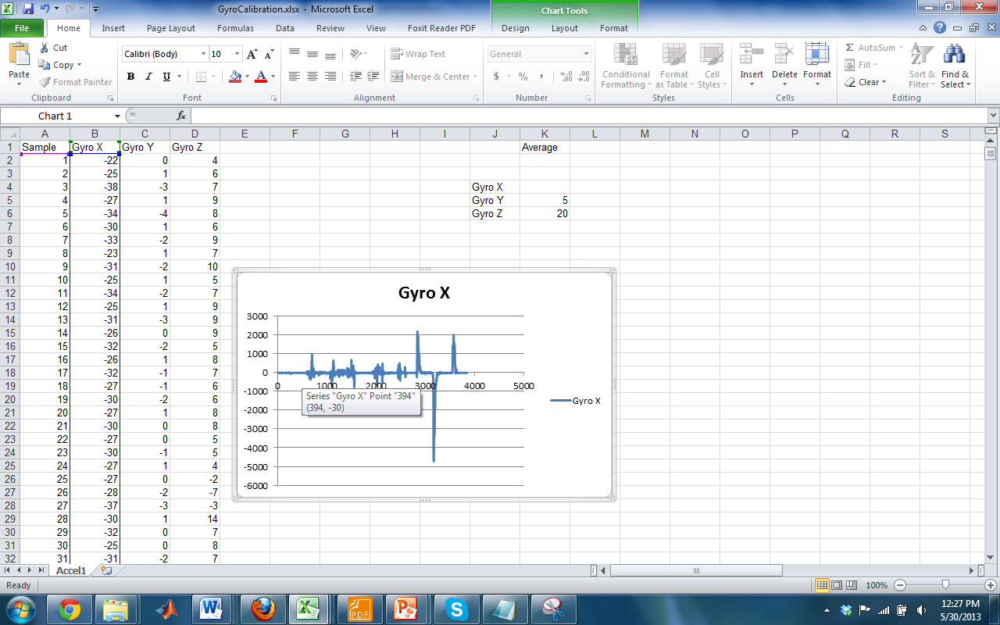 GyroCalibration.xlsx - Microsoft Excel
Chart Tools
File Home Insert Page Layout Formulas Data Review View Foxit Reader PDF Design Layout Format
Paste
Cut
Copy
Format Painter
Clipboard
Calibri (Body) 10
B I U
Font
Wrap Text
Merge & Center
Alignment
General
$ % ,
Number
Conditional Formatting
Format as Table
Cell Styles
Styles
Insert Delete Format
Cells
AutoSum
Fill
Clear
Sort & Filter
Find & Select
Editing
Chart 1 fx
A B C D E F G H I J K L M N O P Q R S
1 Sample Gyro X Gyro Y Gyro Z Average
2 1 -22 0 4
3 2 -25 1 6
4 3 -38 -3 7 Gyro X
5 4 -27 1 9 Gyro Y 5
6 5 -34 -4 8 Gyro Z 20
7 6 -30 1 6
8 7 -33 -2 9
9 8 -23 1 7
10 9 -31 -2 10
11 10 -25 1 5
12 11 -34 -2 7
13 12 -25 1 9
14 13 -31 -3 9
15 14 -26 0 9
16 15 -32 -2 5
17 16 -26 1 8
18 17 -32 -1 7
19 18 -27 -1 6
20 19 -30 -2 6
21 20 -27 1 8
22 21 -30 0 8
23 22 -27 0 5
24 23 -30 -1 5
25 24 -27 1 4
26 25 -27 0 -2
27 26 -28 -2 -7
28 27 -37 -3 -3
29 28 -30 1 14
30 29 -32 0 7
31 30 -25 0 8
32 31 -31 -2 7
Gyro X
3000
2000
1000
0
-1000
-2000
-3000
-4000
-5000
-6000
0 1000 2000 3000 4000 5000
Series "Gyro X" Point "394"
(394, -30)
Gyro X
Accel1
Ready 100%
W PDF P S
12:27 PM
5/30/2013